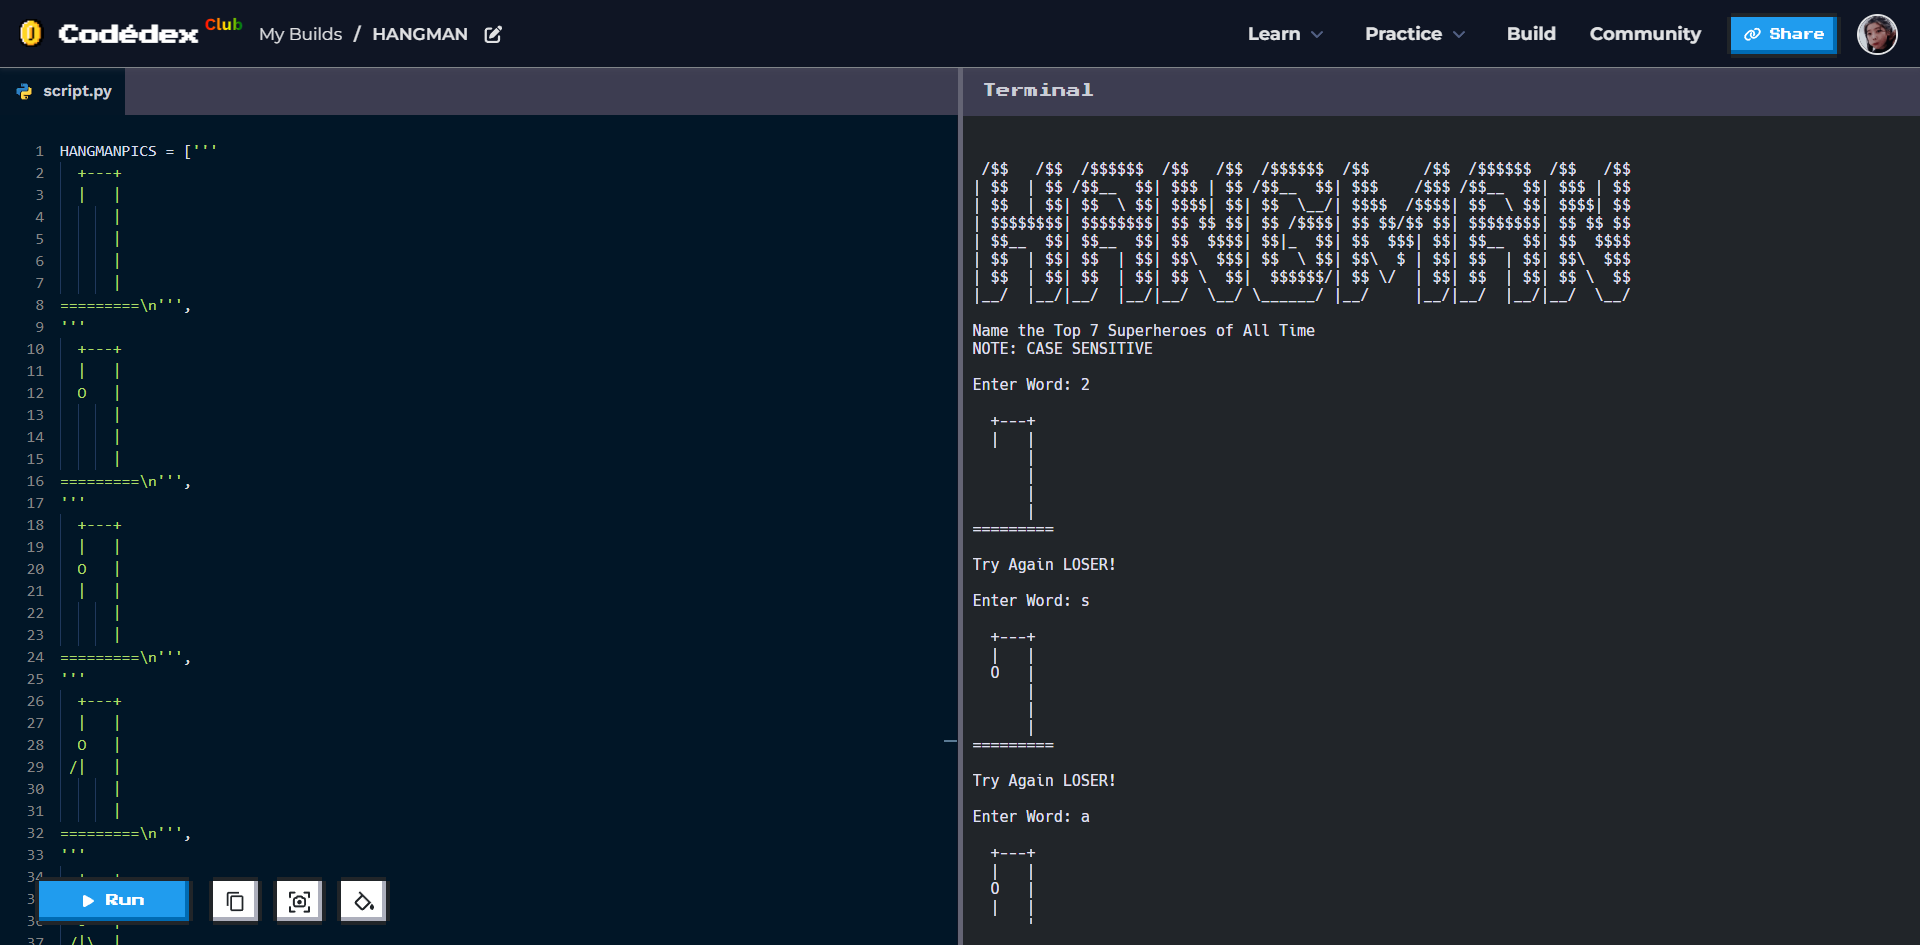 Codédex Club My Builds / HANGMAN Learn Practice Build Community Share
script.py
1 HANGMANPICS = ['''
2   +---+
3   |   |
4       |
5       |
6       |
7       |
8 =========\n''',
9 '''
10   +---+
11   |   |
12   O   |
13       |
14       |
15       |
16 =========\n''',
17 '''
18   +---+
19   |   |
20   O   |
21   |   |
22       |
23       |
24 =========\n''',
25 '''
26   +---+
27   |   |
28   O   |
29  /|   |
30       |
31       |
32 =========\n''',
33 '''
34
Run
37  /|\  |
Terminal
 /$$   /$$  /$$$$$$  /$$   /$$  /$$$$$$  /$$      /$$  /$$$$$$  /$$   /$$
| $$  | $$ /$$__  $$| $$$ | $$ /$$__  $$| $$$    /$$$ /$$__  $$| $$$ | $$
| $$  | $$| $$  \ $$| $$$$| $$| $$  \__/| $$$$  /$$$$| $$  \ $$| $$$$| $$
| $$$$$$$$| $$$$$$$$| $$ $$ $$| $$ /$$$$| $$ $$/$$ $$| $$$$$$$$| $$ $$ $$
| $$__  $$| $$__  $$| $$  $$$$| $$|_  $$| $$  $$$| $$| $$__  $$| $$  $$$$
| $$  | $$| $$  | $$| $$\  $$$| $$  \ $$| $$\  $ | $$| $$  | $$| $$\  $$$
| $$  | $$| $$  | $$| $$ \  $$|  $$$$$$/| $$ \/  | $$| $$  | $$| $$ \  $$
|__/  |__/|__/  |__/|__/  \__/ \______/ |__/     |__/|__/  |__/|__/  \__/
Name the Top 7 Superheroes of All Time
NOTE: CASE SENSITIVE
Enter Word: 2
  +---+
  |   |
      |
      |
      |
      |
=========
Try Again LOSER!
Enter Word: s
  +---+
  |   |
  O   |
      |
      |
      |
=========
Try Again LOSER!
Enter Word: a
  +---+
  |   |
  O   |
  |   |